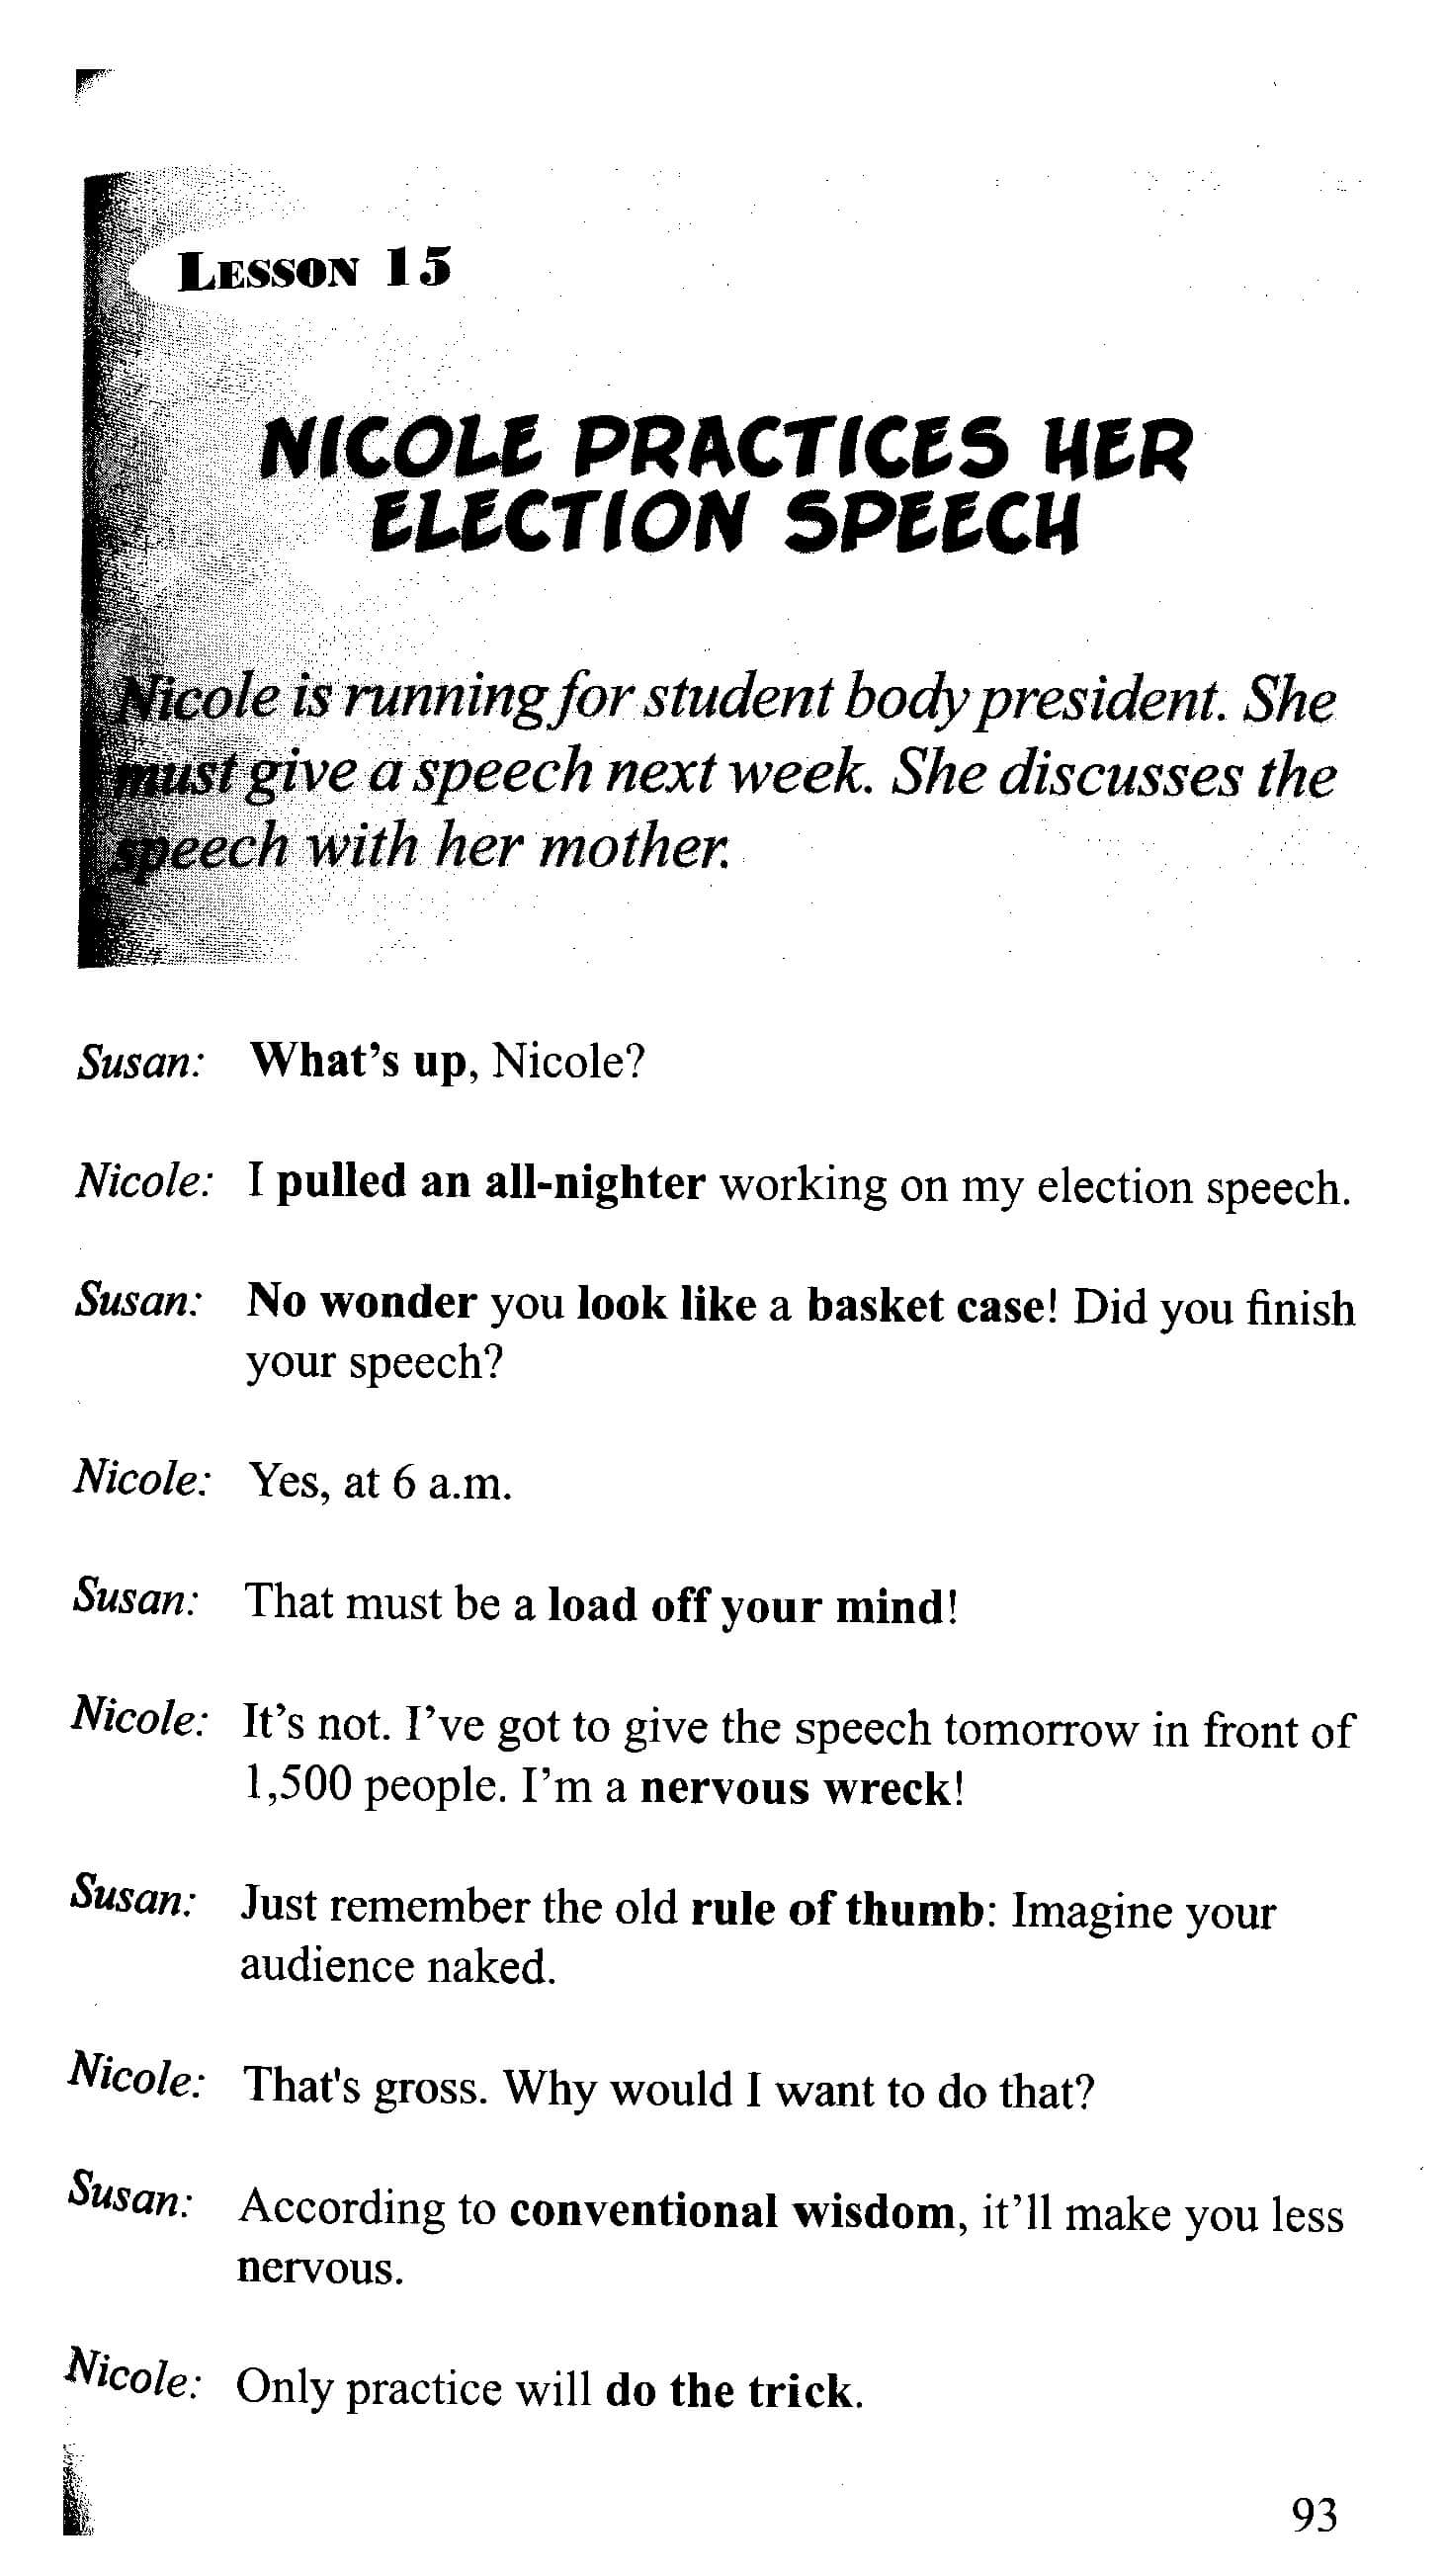 LESSON 15
NICOLE PRACTICES HER
ELECTION SPEECH
Nicole is running for student body president. She
must give a speech next week. She discusses the
speech with her mother.
Susan: What's up, Nicole?
Nicole: I pulled an all-nighter working on my election speech.
Susan: No wonder you look like a basket case! Did you finish
your speech?
Nicole: Yes, at 6 a.m.
Susan: That must be a load off your mind!
Nicole: It's not. I've got to give the speech tomorrow in front of
1,500 people. I'm a nervous wreck!
Susan: Just remember the old rule of thumb: Imagine your
audience naked.
Nicole: That's gross. Why would I want to do that?
Susan: According to conventional wisdom, it'll make you less
nervous.
Nicole: Only practice will do the trick.
93